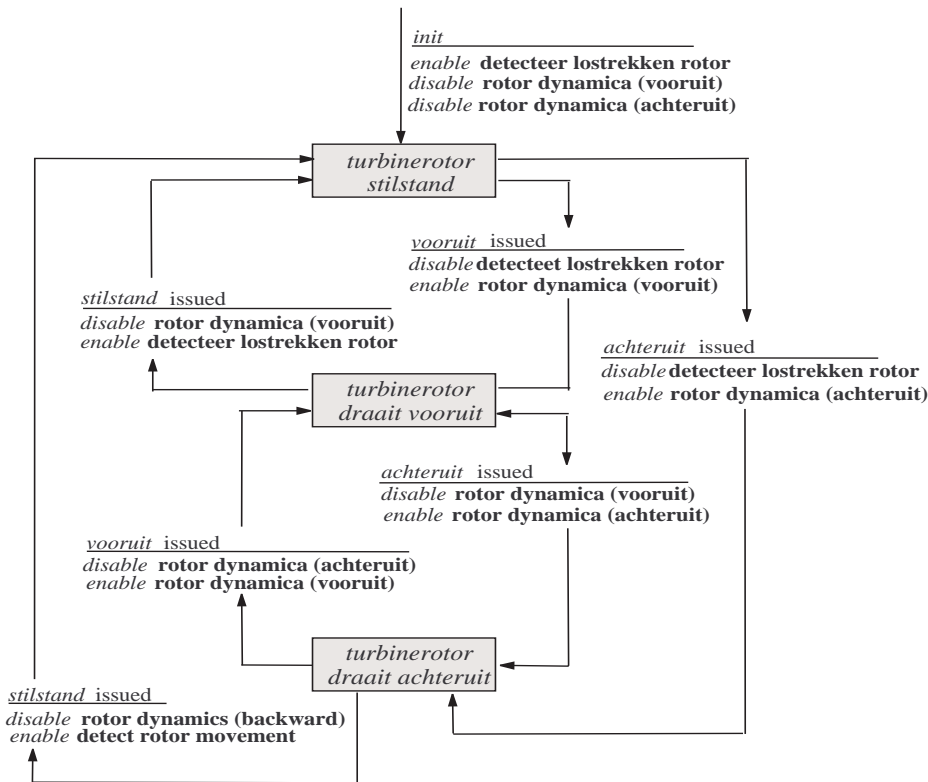 init
enable detecteer lostrekken rotor
disable rotor dynamica (vooruit)
disable rotor dynamica (achteruit)
turbinerotor
stilstand
vooruit issued
disable detecteet lostrekken rotor
enable rotor dynamica (vooruit)
stilstand issued
disable rotor dynamica (vooruit)
enable detecteer lostrekken rotor
achteruit issued
disable detecteer lostrekken rotor
enable rotor dynamica (achteruit)
turbinerotor
draait vooruit
achteruit issued
disable rotor dynamica (vooruit)
enable rotor dynamica (achteruit)
vooruit issued
disable rotor dynamica (achteruit)
enable rotor dynamica (vooruit)
turbinerotor
draait achteruit
stilstand issued
disable rotor dynamics (backward)
enable detect rotor movement